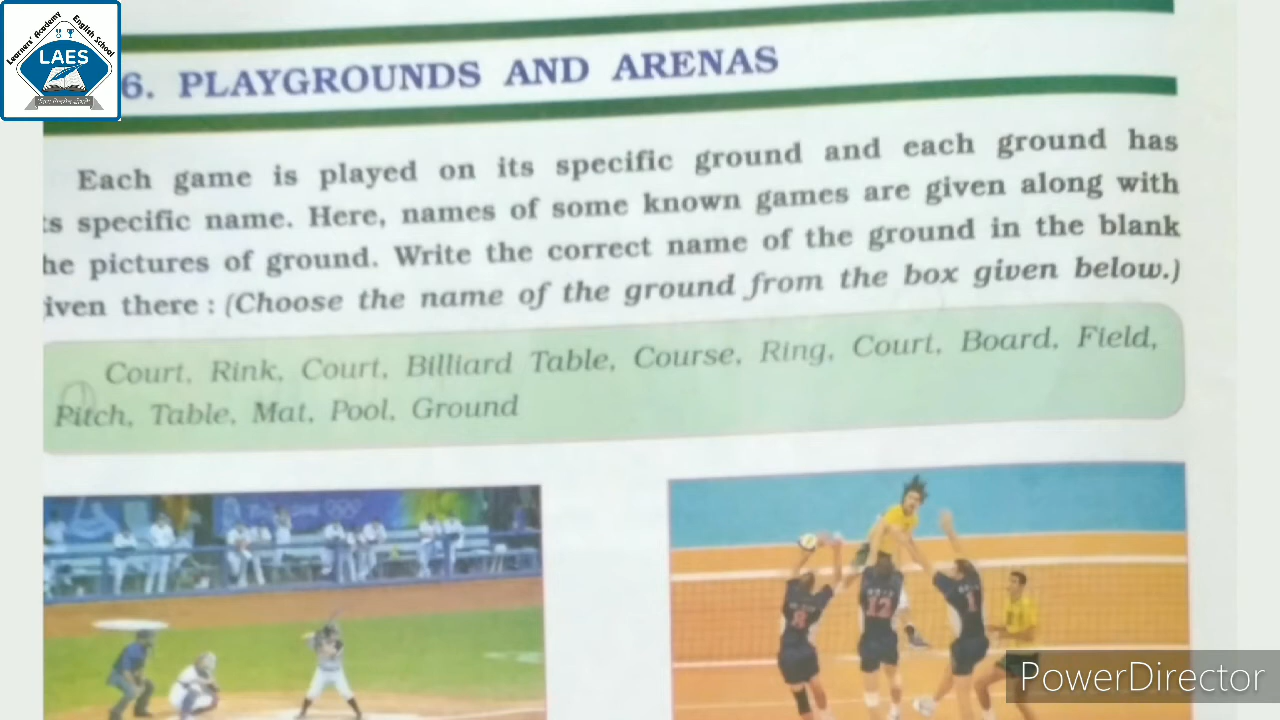 Learners' Academy English School
LAES
6. PLAYGROUNDS AND ARENAS
Each game is played on its specific ground and each ground has
s specific name. Here, names of some known games are given along with
he pictures of ground. Write the correct name of the ground in the blank
iven there : (Choose the name of the ground from the box given below.)
Court, Rink, Court, Billiard Table, Course, Ring, Court, Board, Field,
Pitch, Table, Mat, Pool, Ground
8
12
1
PowerDirector